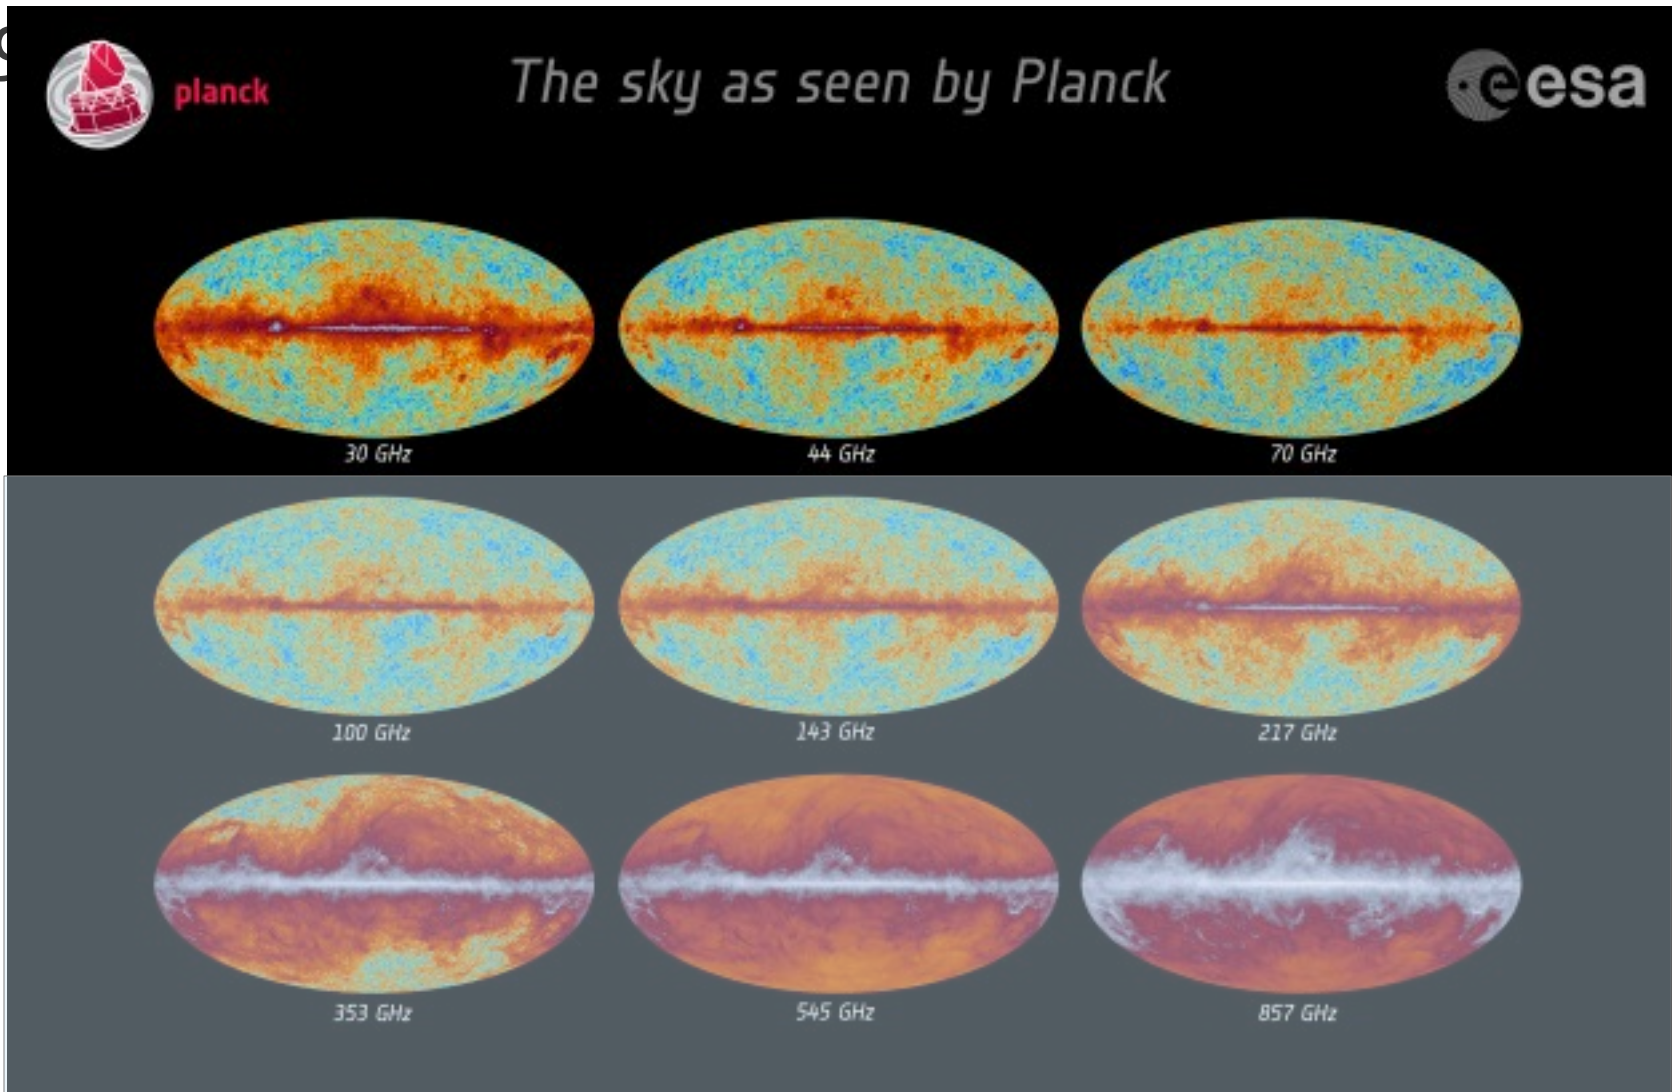 planck
The sky as seen by Planck
esa
30 GHz
44 GHz
70 GHz
100 GHz
143 GHz
217 GHz
353 GHz
545 GHz
857 GHz